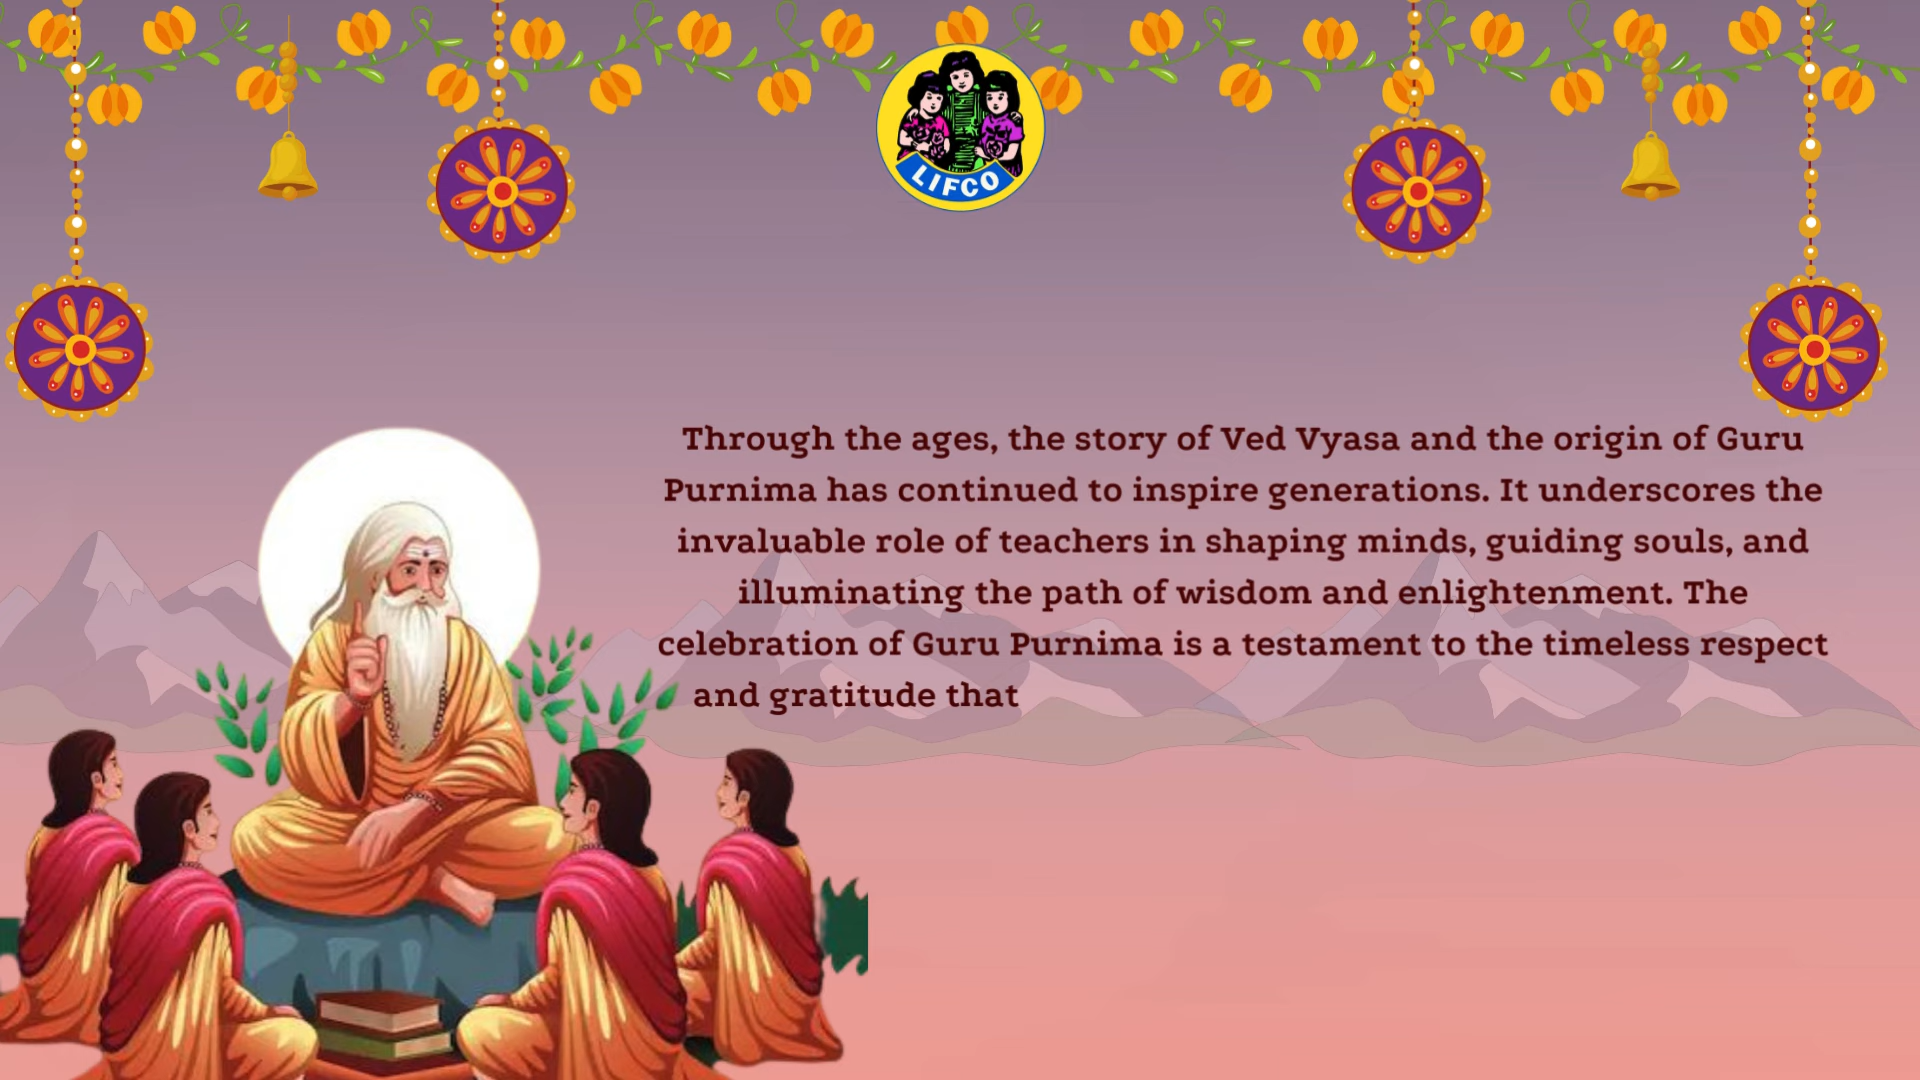 LIFCO
Through the ages, the story of Ved Vyasa and the origin of Guru
Purnima has continued to inspire generations. It underscores the
invaluable role of teachers in shaping minds, guiding souls, and
illuminating the path of wisdom and enlightenment. The
celebration of Guru Purnima is a testament to the timeless respect
and gratitude that